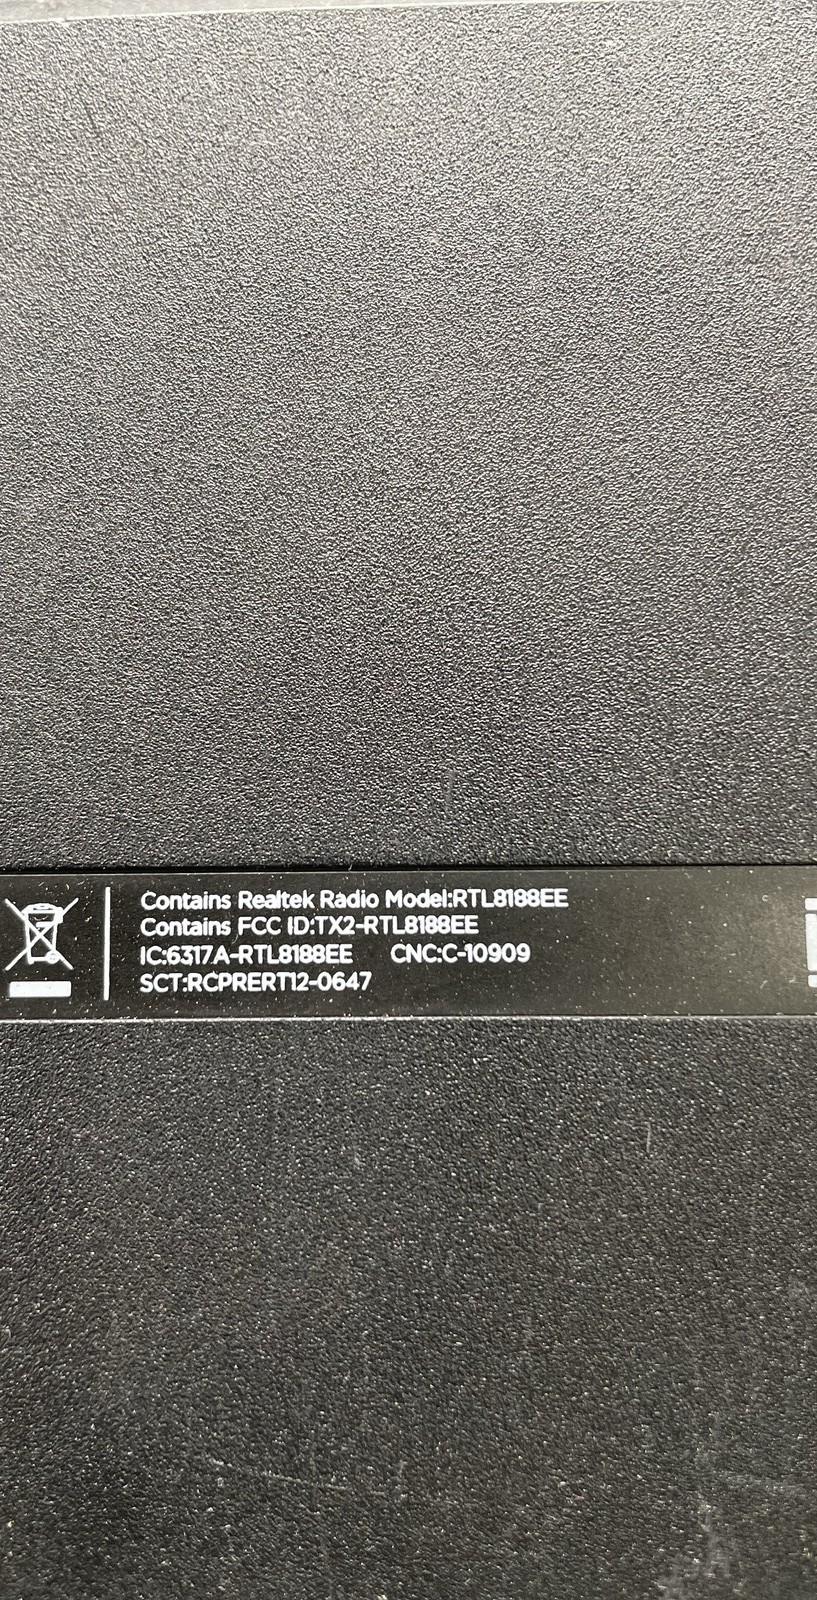 Contains Realtek Radio Model:RTL8188EE
Contains FCC ID:TX2-RTL8188EE
IC:6317A-RTL8188EE CNC:C-10909
SCT:RCPRERT12-0647